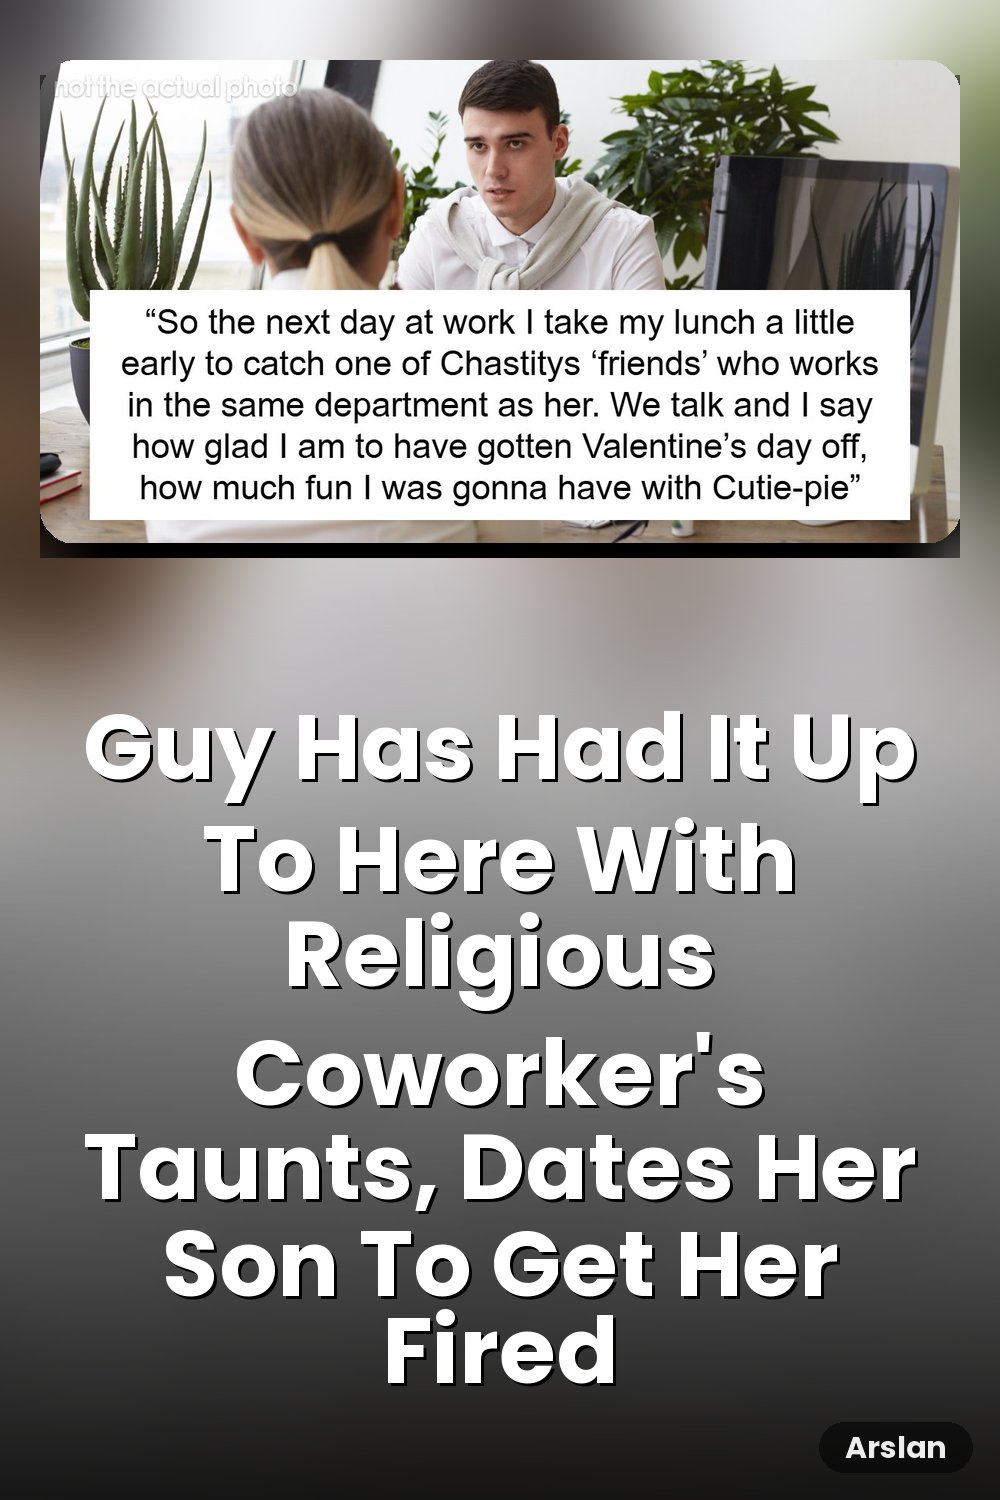 not the actual photo
“So the next day at work I take my lunch a little
early to catch one of Chastitys ‘friends’ who works
in the same department as her. We talk and I say
how glad I am to have gotten Valentine’s day off,
how much fun I was gonna have with Cutie-pie”
Guy Has Had It Up
To Here With
Religious
Coworker's
Taunts, Dates Her
Son To Get Her
Fired
Arslan